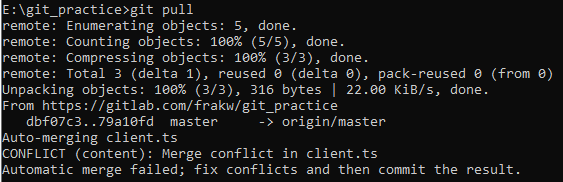 E:\git_practice>git pull
remote: Enumerating objects: 5, done.
remote: Counting objects: 100% (5/5), done.
remote: Compressing objects: 100% (3/3), done.
remote: Total 3 (delta 1), reused 0 (delta 0), pack-reused 0 (from 0)
Unpacking objects: 100% (3/3), 316 bytes | 22.00 KiB/s, done.
From https://gitlab.com/frakw/git_practice
   dbf07c3..79a10fd  master     -> origin/master
Auto-merging client.ts
CONFLICT (content): Merge conflict in client.ts
Automatic merge failed; fix conflicts and then commit the result.